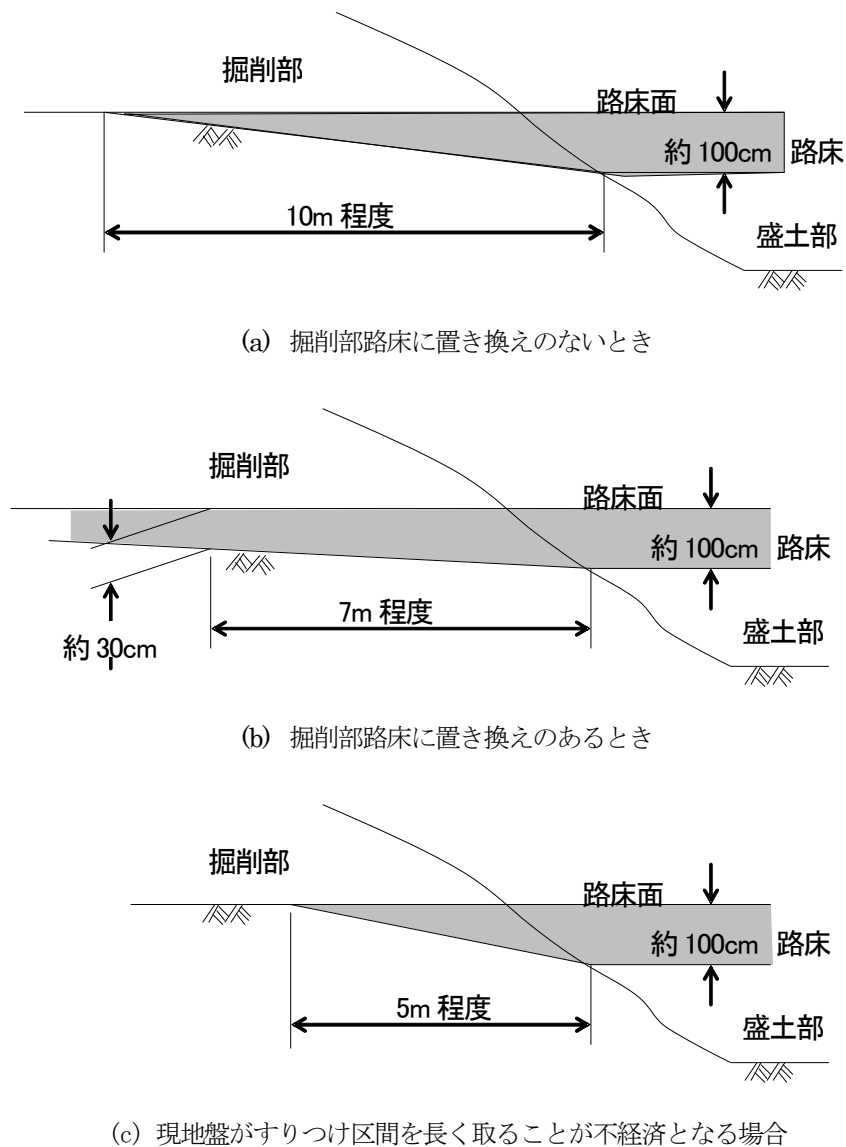 掘削部
路床面
約 100cm 路床
10m 程度
盛土部
(a) 掘削部路床に置き換えのないとき
掘削部
路床面
約 100cm 路床
7m 程度
約 30cm
盛土部
(b) 掘削部路床に置き換えのあるとき
掘削部
路床面
約 100cm 路床
5m 程度
盛土部
(c) 現地盤がすりつけ区間を長く取ることが不経済となる場合